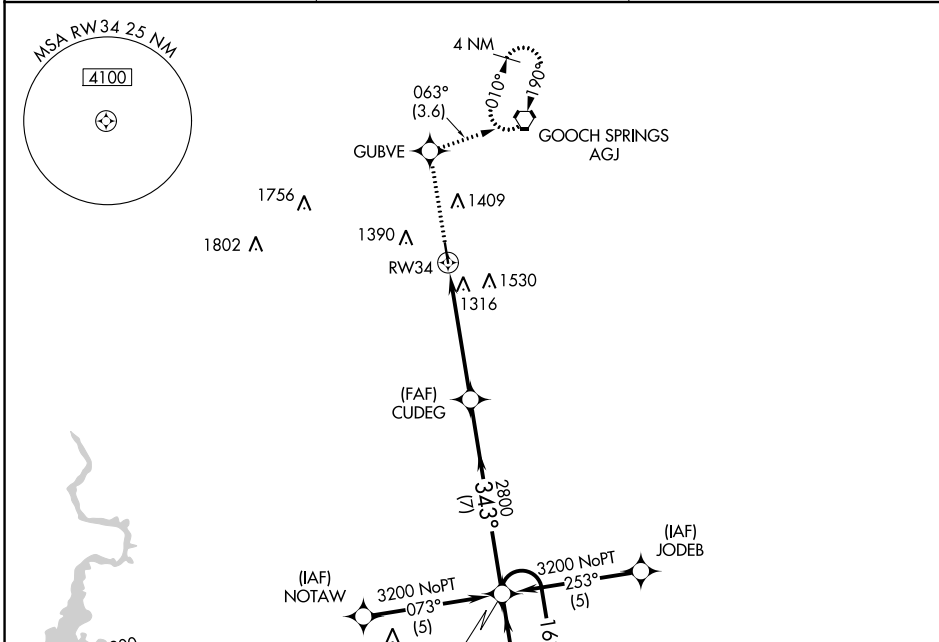 MSA RW34 25 NM
4100
4 NM
010°
190°
063°
(3.6)
GOOCH SPRINGS
AGJ
GUBVE
1756
1409
1802
1390
RW34
1530
1316
(FAF)
CUDEG
2800
343°
(7)
(IAF)
JODEB
(IAF)
NOTAW
3200 NoPT
073°
(5)
3200 NoPT
253°
(5)